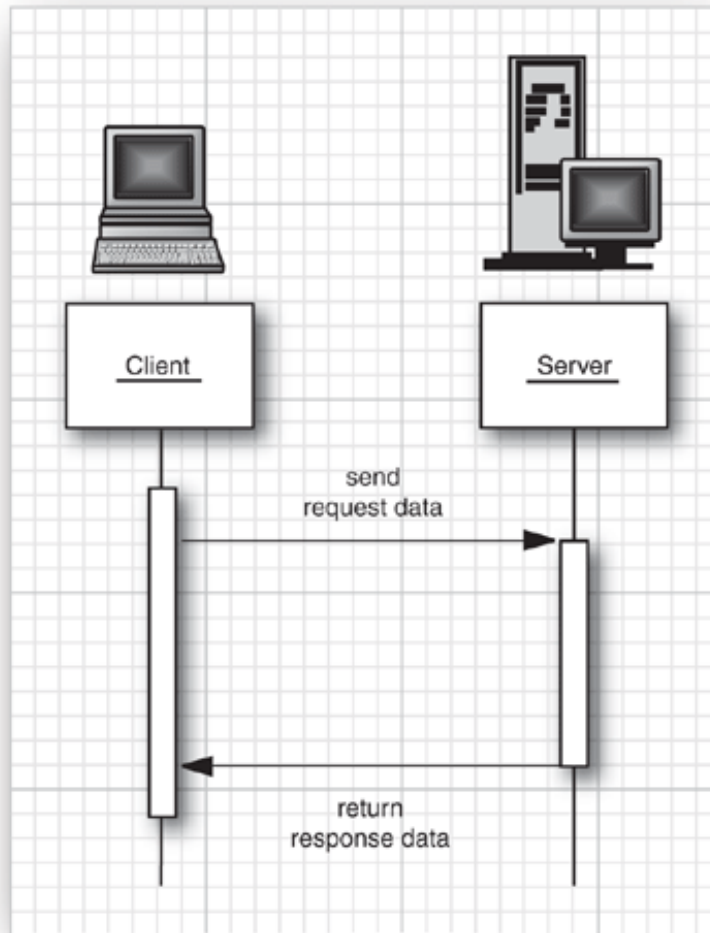 Client
Server
send
request data
return
response data